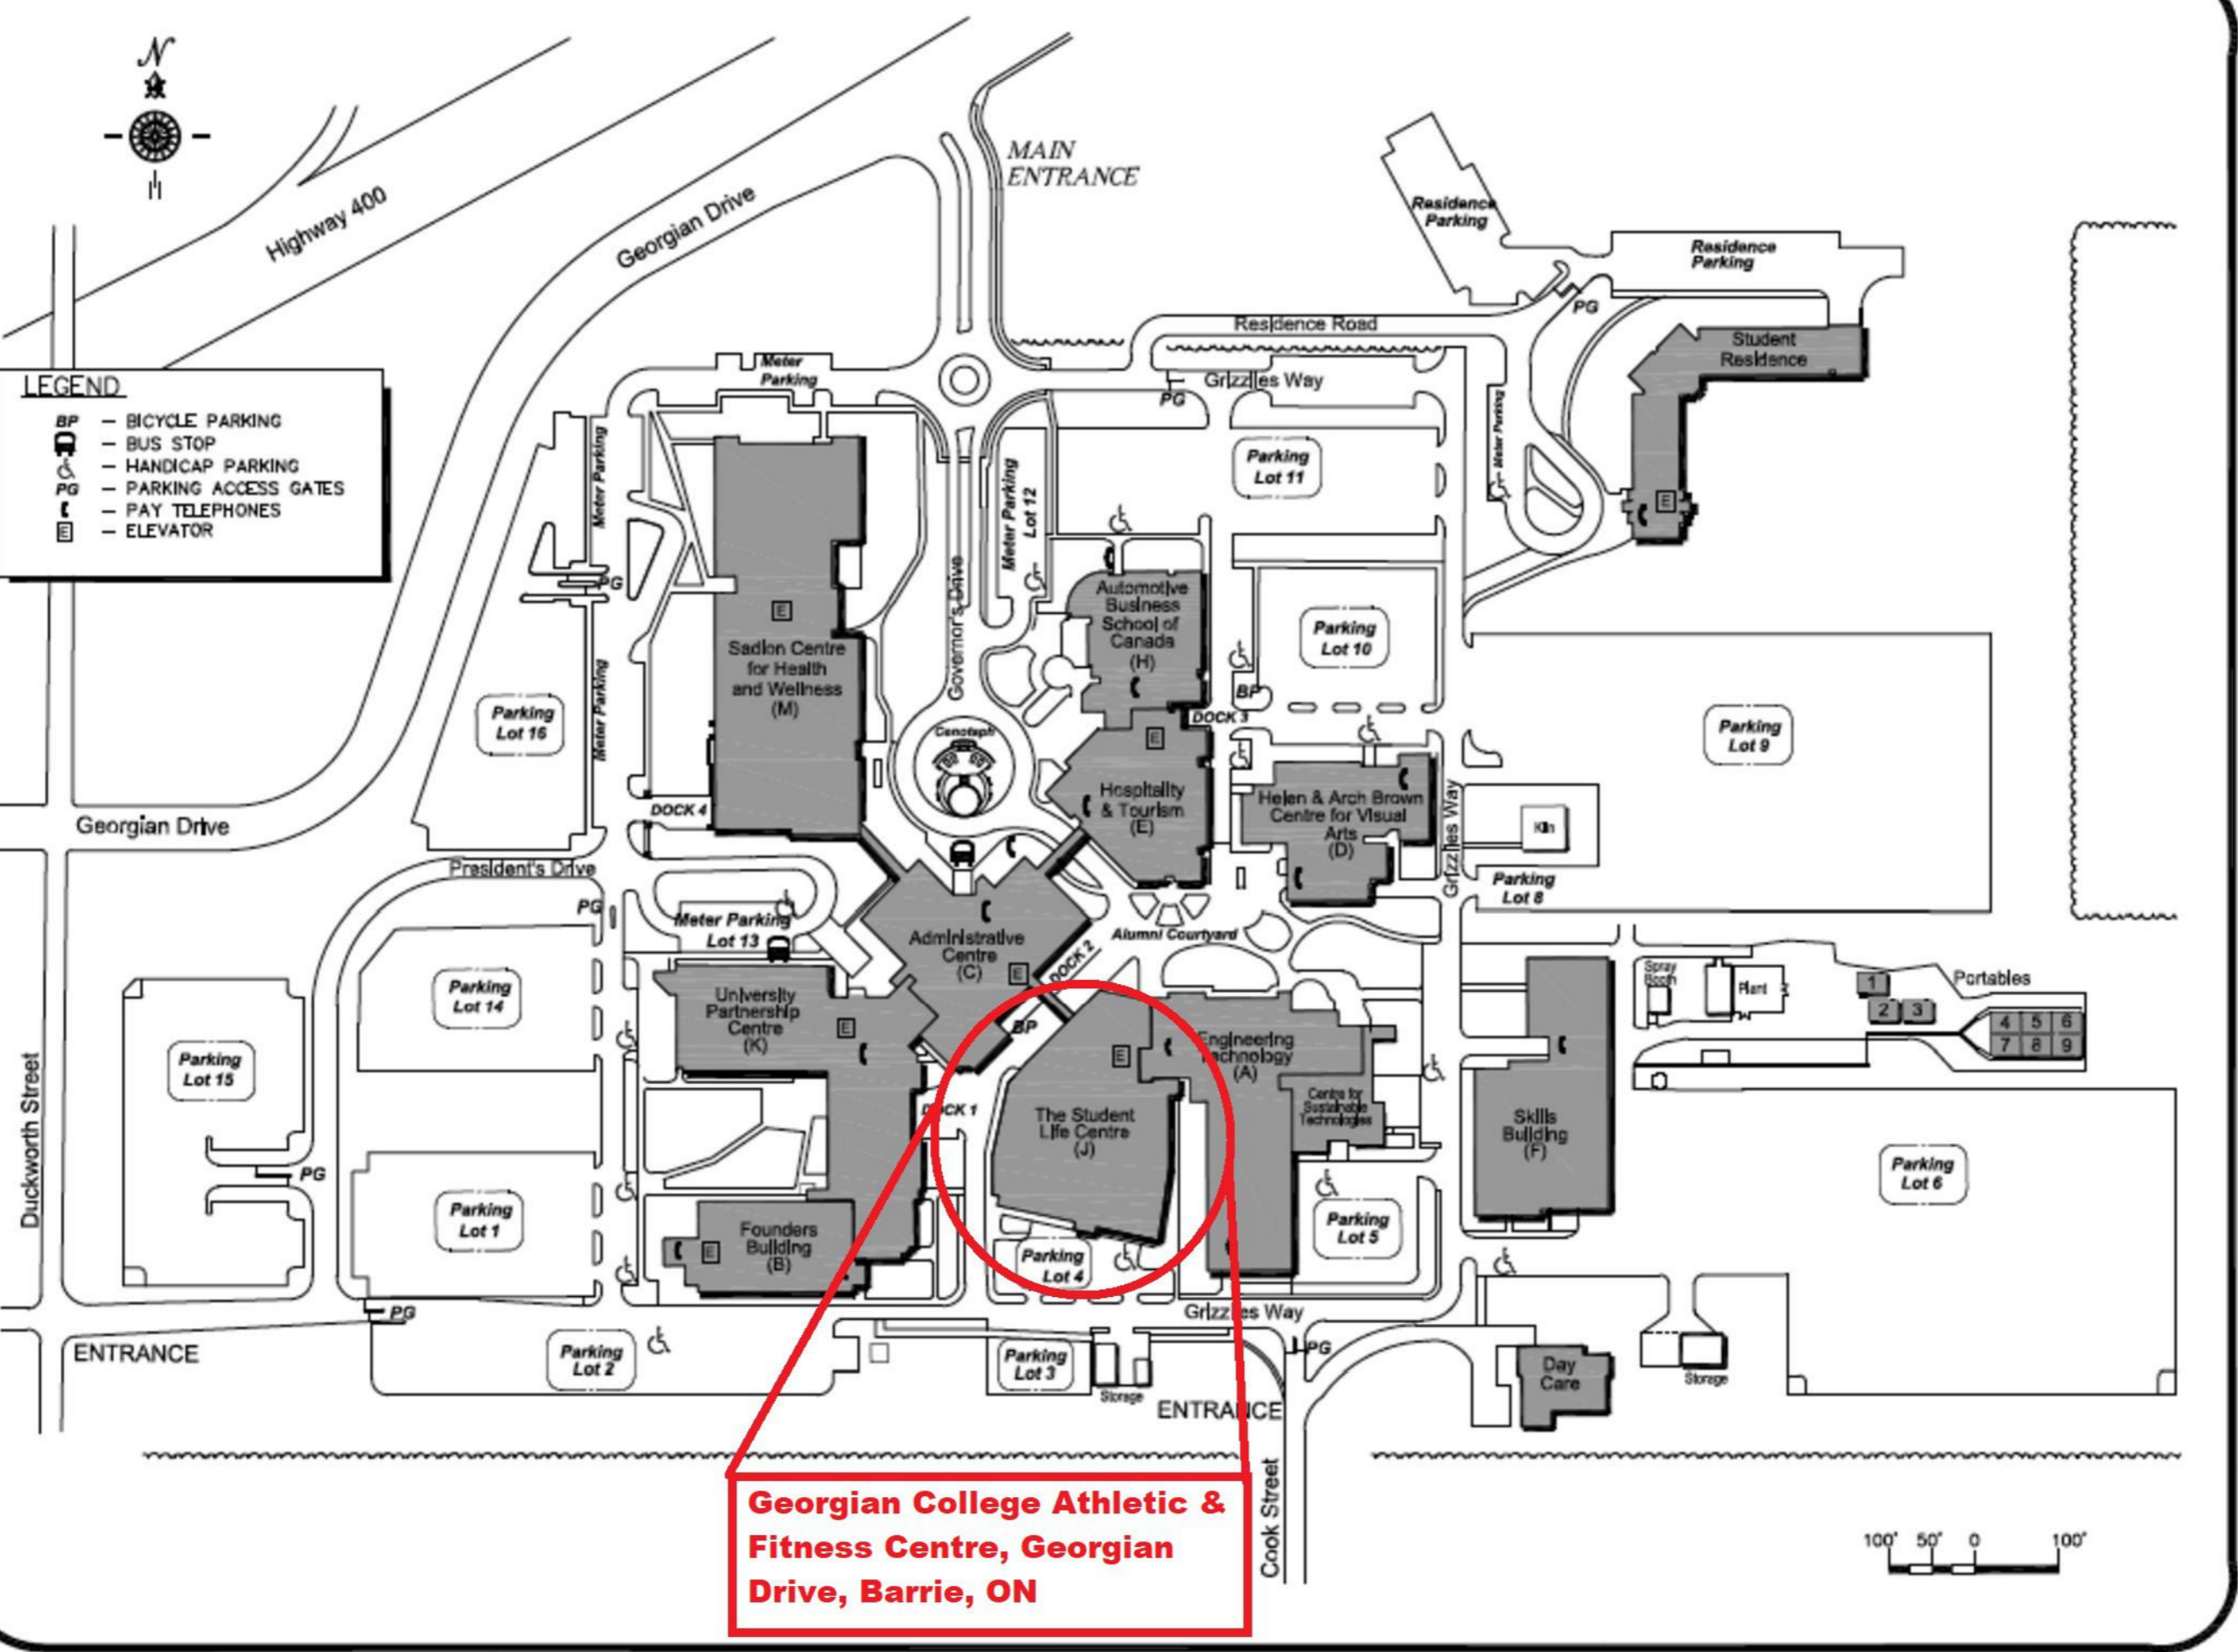 N
MAIN
ENTRANCE
Highway 400
Georgian Drive
Residence
Parking
Residence
Parking
PG
Residence Road
Student
Residence
E
Meter
Parking
Grizzlies Way
PG
LEGEND
BP — BICYCLE PARKING
— BUS STOP
— HANDICAP PARKING
PG — PARKING ACCESS GATES
— PAY TELEPHONES
E — ELEVATOR
Meter Parking
Meter Parking
Lot 12
Parking
Lot 11
Meter Parking
PG
E
Sadlon Centre
for Health
and Wellness
(M)
Governor's Drive
Automotive
Business
School of
Canada
(H)
Parking
Lot 10
BP
DOCK 3
Parking
Lot 16
Meter Parking
Parking
Lot 9
Cenotaph
E
Hospitality
& Tourism
(E)
Helen & Arch Brown
Centre for Visual
Arts
(D)
Grizzlies Way
Kiln
DOCK 4
Georgian Drive
President's Drive
Parking
Lot 8
PG
Meter Parking
Lot 13
Administrative
Centre
(C)
E
DOCK 2
Alumni Courtyard
Parking
Lot 14
University
Partnership
Centre
(K)
E
BP
E
Engineering
Technology
(A)
Spray
Booth
Plant
Portables
1
2 3
4 5 6
7 8 9
Duckworth Street
Parking
Lot 15
PG
DOCK 1
The Student
Life Centre
(J)
Centre for
Sustainable
Technologies
Skills
Building
(F)
Parking
Lot 6
Parking
Lot 1
Founders
Building
(B)
E
Parking
Lot 4
Parking
Lot 5
PG
Grizzlies Way
ENTRANCE
Parking
Lot 2
Parking
Lot 3
Storage
PG
Day
Care
Storage
ENTRANCE
Cook Street
Georgian College Athletic &
Fitness Centre, Georgian
Drive, Barrie, ON
100' 50' 0 100'